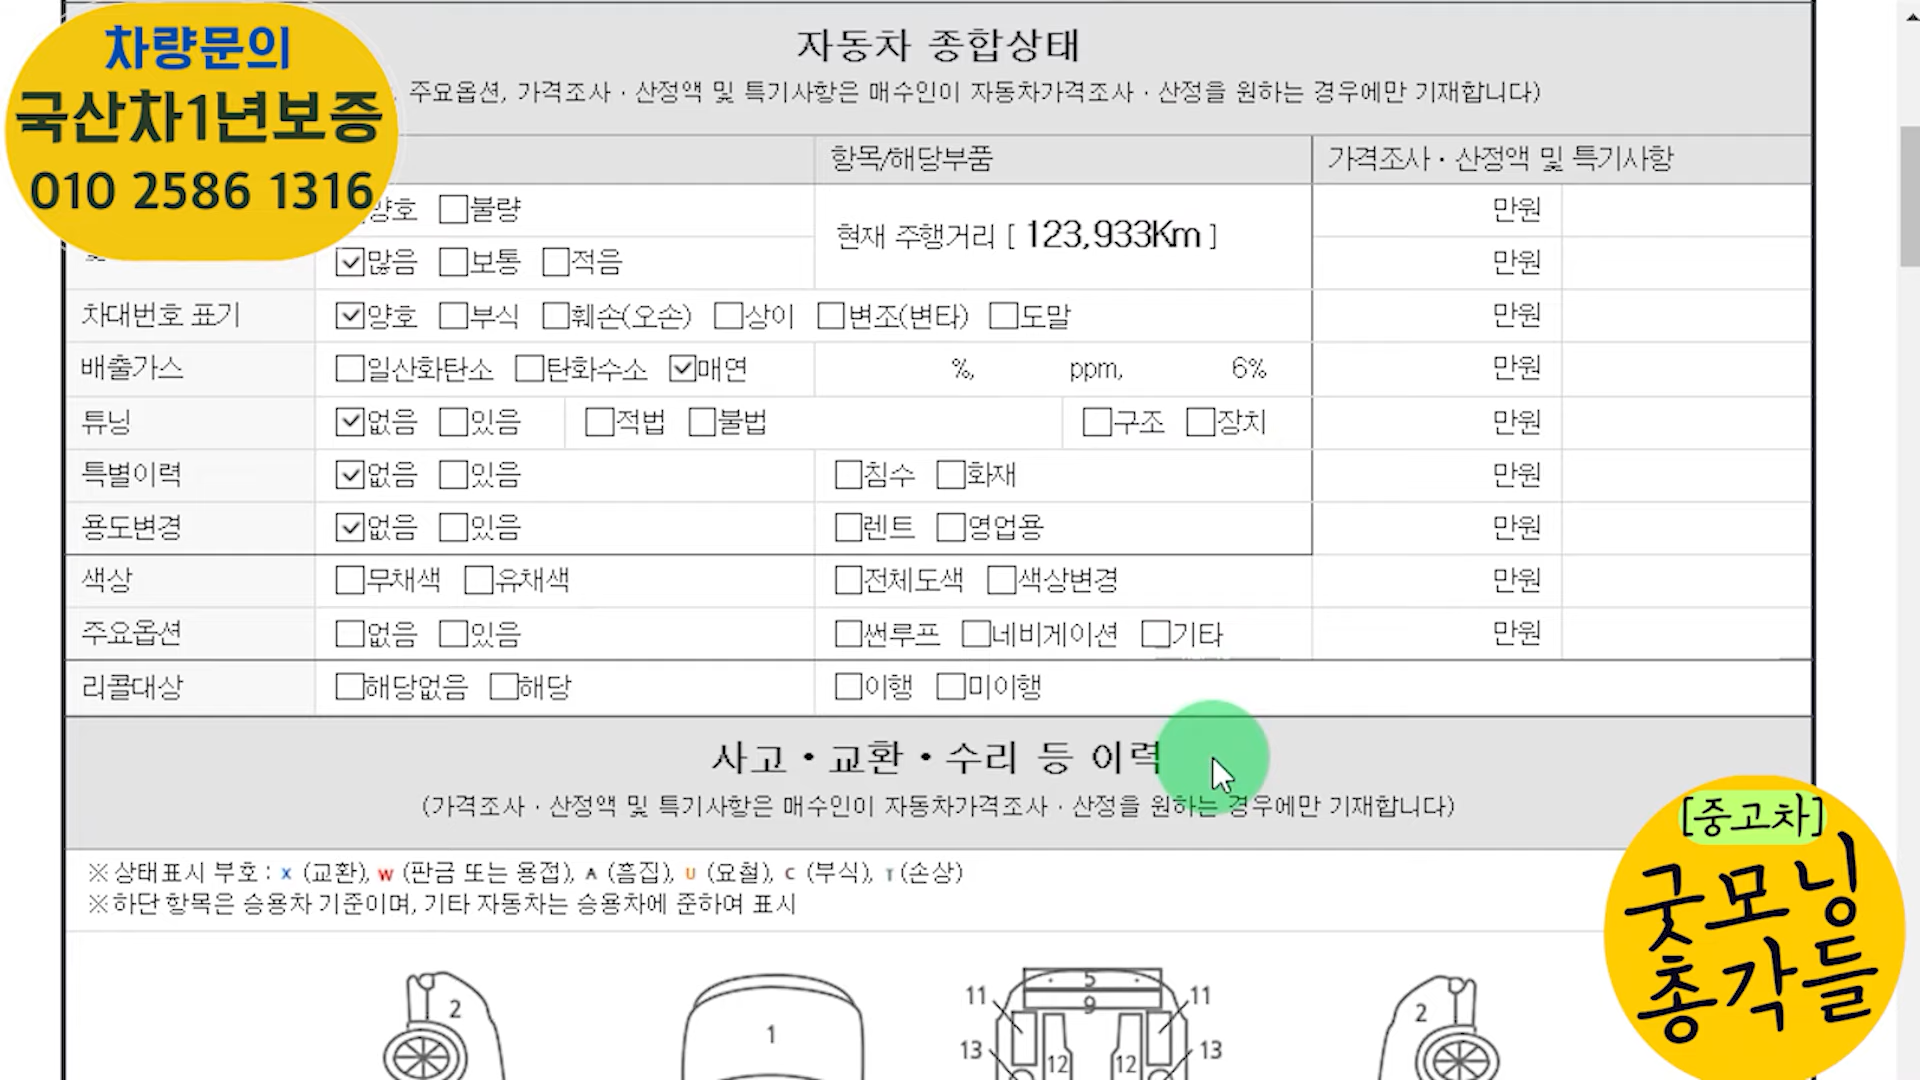 차량문의
국산차1년보증
010 2586 1316
자동차 종합상태
주요옵션, 가격조사 · 산정액 및 특기사항은 매수인이 자동차가격조사 · 산정을 원하는 경우에만 기재합니다)
항목/해당부품 가격조사 · 산정액 및 특기사항
양호 불량 현재 주행거리 [ 123,933Km ] 만원
많음 보통 적음 만원
차대번호 표기 양호 부식 훼손(오손) 상이 변조(변타) 도말 만원
배출가스 일산화탄소 탄화수소 매연 %, ppm, 6% 만원
튜닝 없음 있음 적법 불법 구조 장치 만원
특별이력 없음 있음 침수 화재 만원
용도변경 없음 있음 렌트 영업용 만원
색상 무채색 유채색 전체도색 색상변경 만원
주요옵션 없음 있음 썬루프 네비게이션 기타 만원
리콜대상 해당없음 해당 이행 미이행
사고 • 교환 • 수리 등 이력
(가격조사 · 산정액 및 특기사항은 매수인이 자동차가격조사 · 산정을 원하는 경우에만 기재합니다)
※ 상태표시 부호 : X (교환), W (판금 또는 용접), A (흠집), U (요철), C (부식), T (손상)
※ 하단 항목은 승용차 기준이며, 기타 자동차는 승용차에 준하여 표시
2 1 5 9 11 11 13 12 12 13 2
[중고차]
굿모닝
총각들